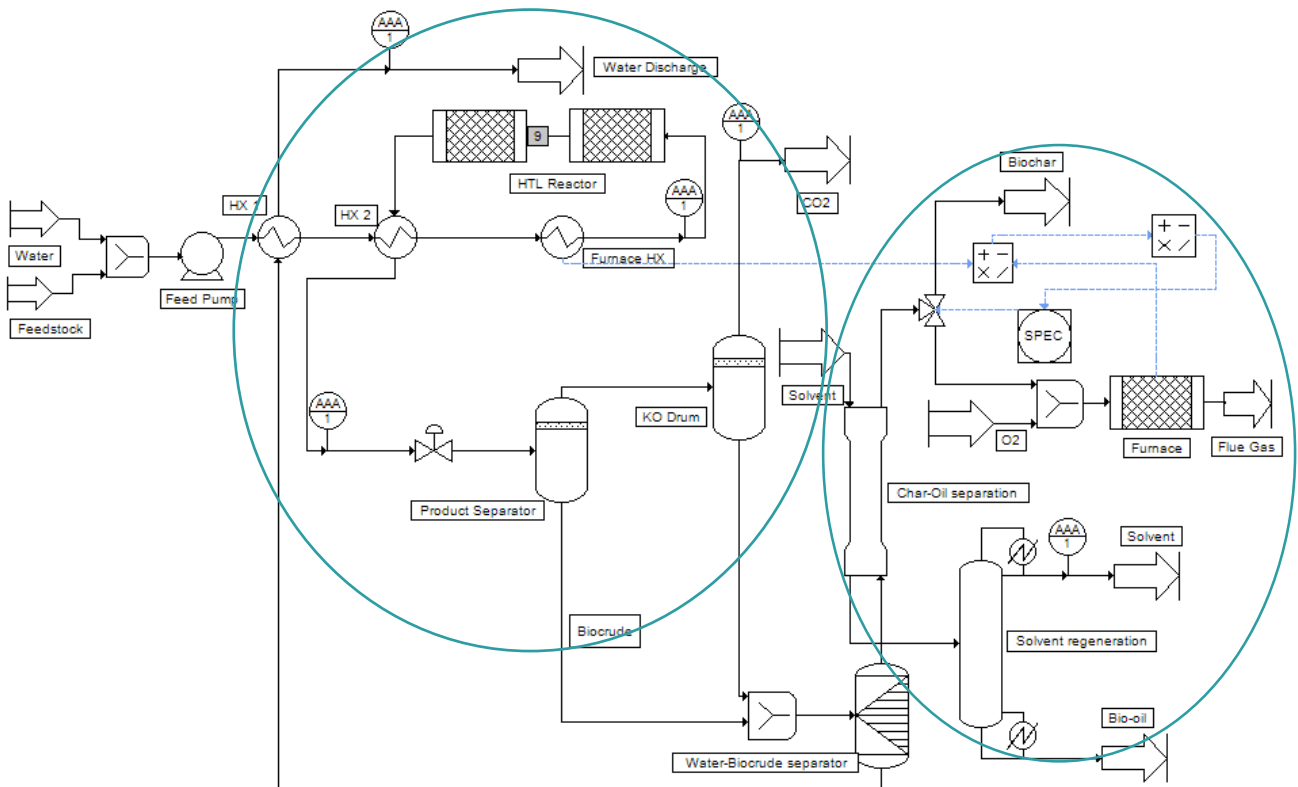 AAA
1
Water Discharge
AAA
1
9
HTL Reactor
AAA
1
CO2
Biochar
+ −
× ∕
HX 1
HX 2
Water
Furnace HX
+ −
× ∕
Feed Pump
Feedstock
SPEC
Solvent
KO Drum
AAA
1
O2
Furnace
Flue Gas
Product Separator
Char-Oil separation
AAA
1
Solvent
Biocrude
Solvent regeneration
Bio-oil
Water-Biocrude separator